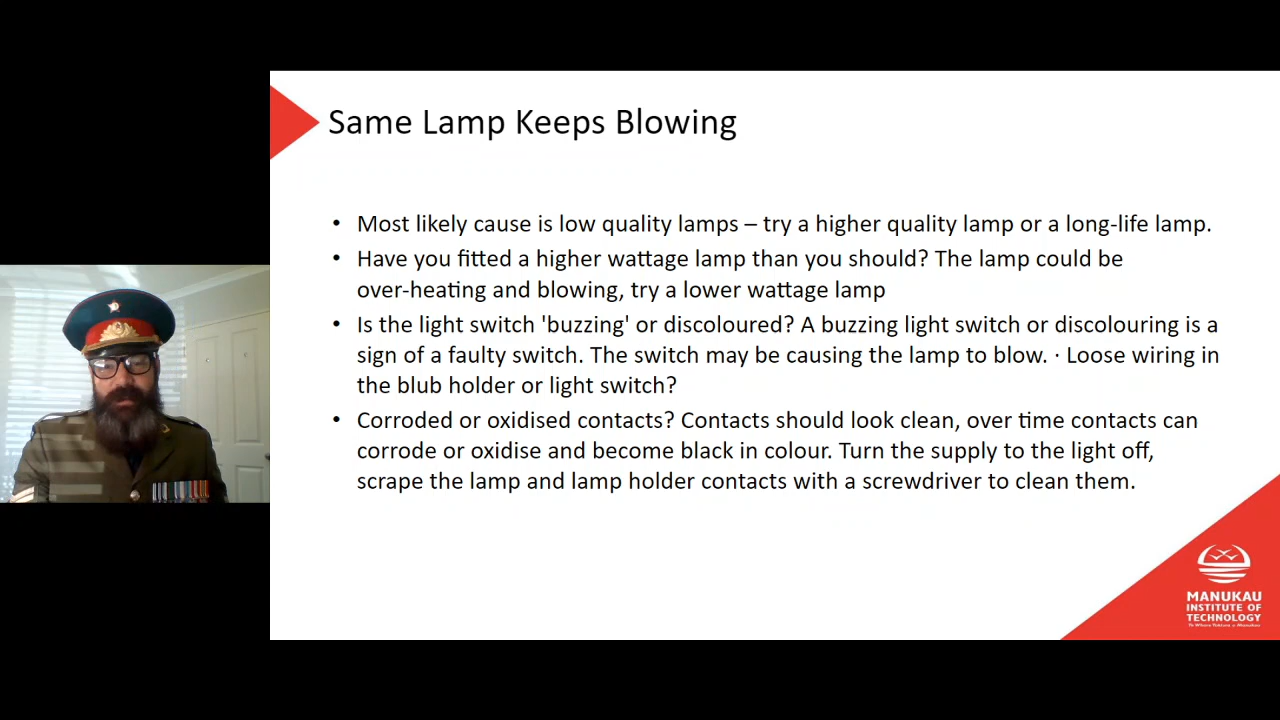 Same Lamp Keeps Blowing
• Most likely cause is low quality lamps – try a higher quality lamp or a long-life lamp.
• Have you fitted a higher wattage lamp than you should? The lamp could be
over-heating and blowing, try a lower wattage lamp
• Is the light switch 'buzzing' or discoloured? A buzzing light switch or discolouring is a
sign of a faulty switch. The switch may be causing the lamp to blow. · Loose wiring in
the blub holder or light switch?
• Corroded or oxidised contacts? Contacts should look clean, over time contacts can
corrode or oxidise and become black in colour. Turn the supply to the light off,
scrape the lamp and lamp holder contacts with a screwdriver to clean them.
MANUKAU
INSTITUTE OF
TECHNOLOGY